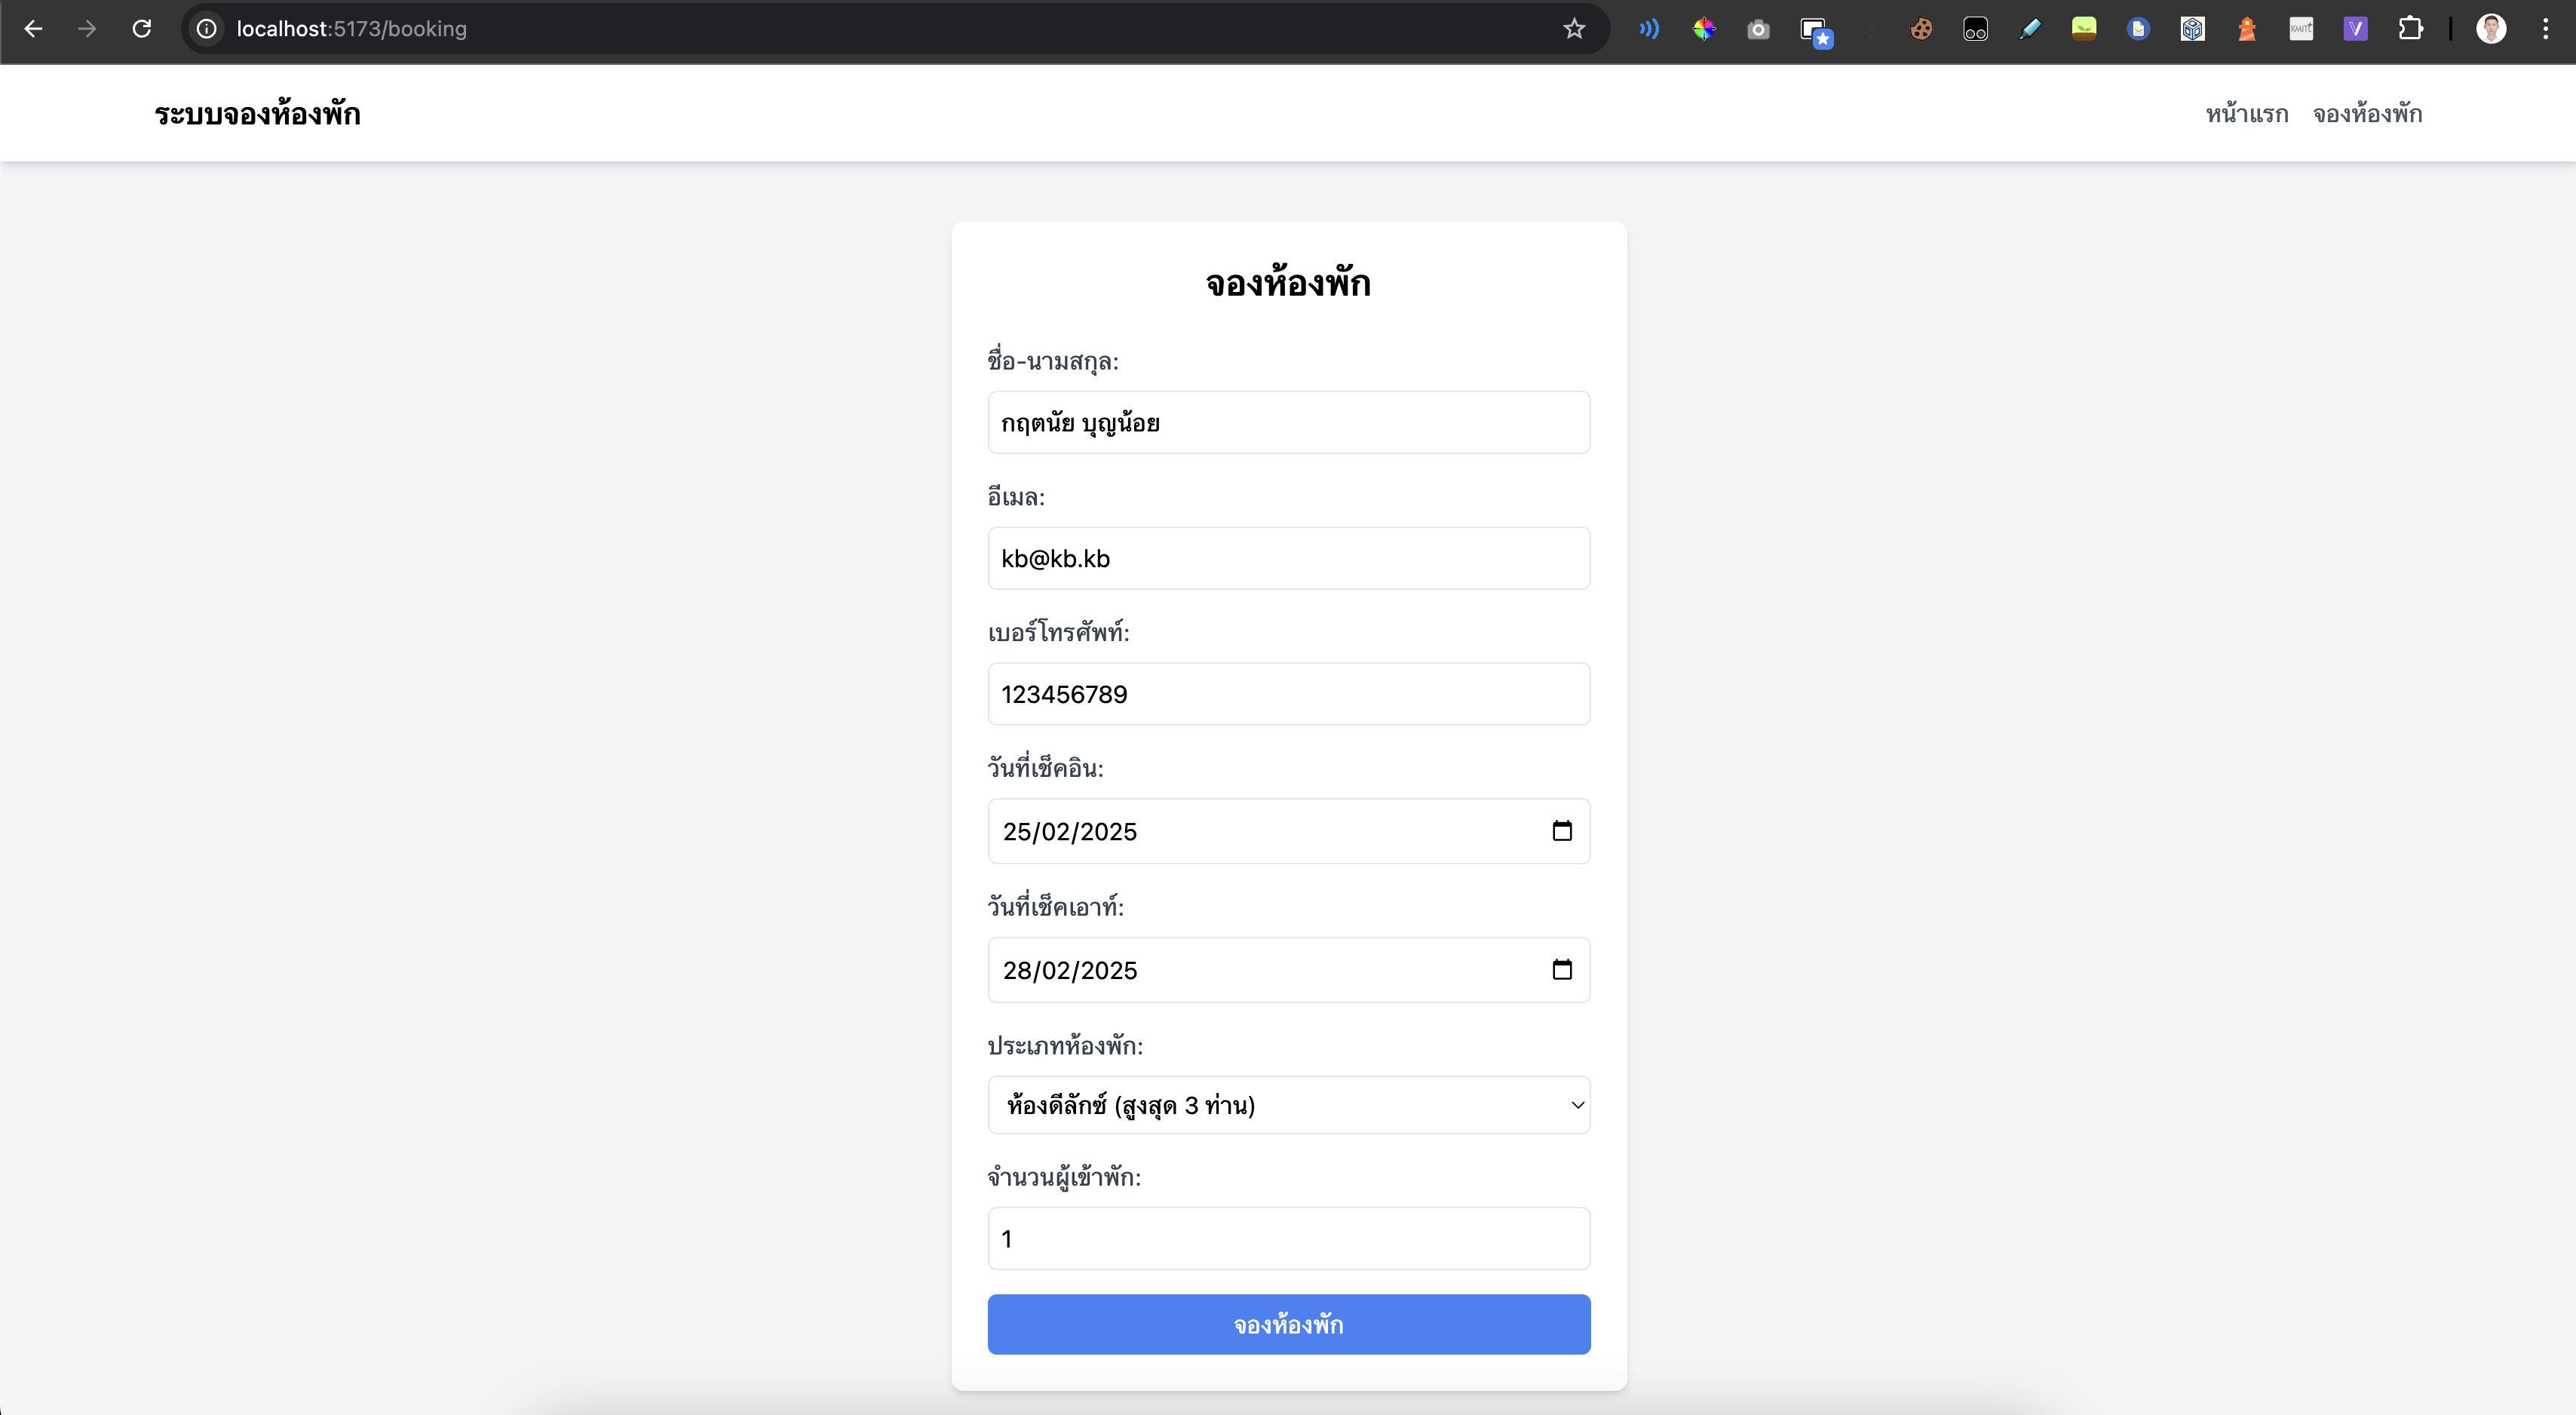 localhost:5173/booking
KMITL
V
ระบบจองห้องพัก
หน้าแรก จองห้องพัก
จองห้องพัก
ชื่อ-นามสกุล:
กฤตนัย บุญน้อย
อีเมล:
kb@kb.kb
เบอร์โทรศัพท์:
123456789
วันที่เช็คอิน:
25/02/2025
วันที่เช็คเอาท์:
28/02/2025
ประเภทห้องพัก:
ห้องดีลักซ์ (สูงสุด 3 ท่าน)
จำนวนผู้เข้าพัก:
1
จองห้องพัก